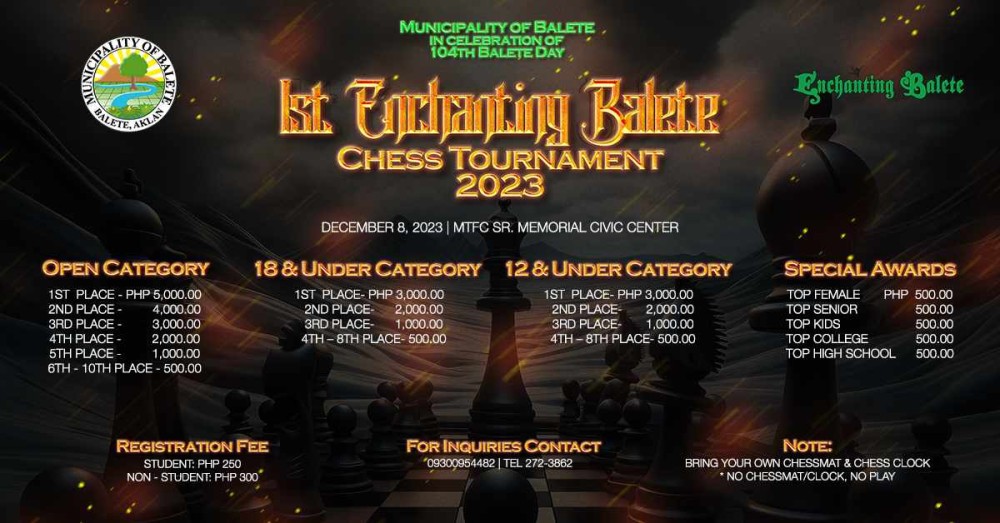 MUNICIPALITY OF BALETE
BALETE, AKLAN
MUNICIPALITY OF BALETE
IN CELEBRATION OF
104TH BALETE DAY
Enchanting Balete
1st Enchanting Balete
CHESS TOURNAMENT
2023
DECEMBER 8, 2023 | MTFC SR. MEMORIAL CIVIC CENTER
OPEN CATEGORY
1ST PLACE - PHP 5,000.00
2ND PLACE - 4,000.00
3RD PLACE - 3,000.00
4TH PLACE - 2,000.00
5TH PLACE - 1,000.00
6TH - 10TH PLACE - 500.00
18 & UNDER CATEGORY
1ST PLACE- PHP 3,000.00
2ND PLACE- 2,000.00
3RD PLACE- 1,000.00
4TH – 8TH PLACE- 500.00
12 & UNDER CATEGORY
1ST PLACE- PHP 3,000.00
2ND PLACE- 2,000.00
3RD PLACE- 1,000.00
4TH – 8TH PLACE- 500.00
SPECIAL AWARDS
TOP FEMALE PHP 500.00
TOP SENIOR 500.00
TOP KIDS 500.00
TOP COLLEGE 500.00
TOP HIGH SCHOOL 500.00
REGISTRATION FEE
STUDENT: PHP 250
NON - STUDENT: PHP 300
FOR INQUIRIES CONTACT
09300954482 | TEL 272-3862
NOTE:
BRING YOUR OWN CHESSMAT & CHESS CLOCK
* NO CHESSMAT/CLOCK, NO PLAY